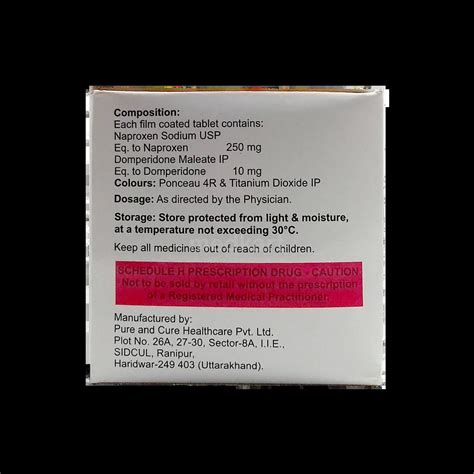 Composition:
Each film coated tablet contains:
Naproxen Sodium USP
Eq. to Naproxen 250 mg
Domperidone Maleate IP
Eq. to Domperidone 10 mg
Colours: Ponceau 4R & Titanium Dioxide IP
Dosage: As directed by the Physician.
Storage: Store protected from light & moisture,
at a temperature not exceeding 30°C.
Keep all medicines out of reach of children.
SCHEDULE H PRESCRIPTION DRUG - CAUTION
Not to be sold by retail without the prescription
of a Registered Medical Practitioner.
Manufactured by:
Pure and Cure Healthcare Pvt. Ltd.
Plot No. 26A, 27-30, Sector-8A, I.I.E.,
SIDCUL, Ranipur,
Haridwar-249 403 (Uttarakhand).